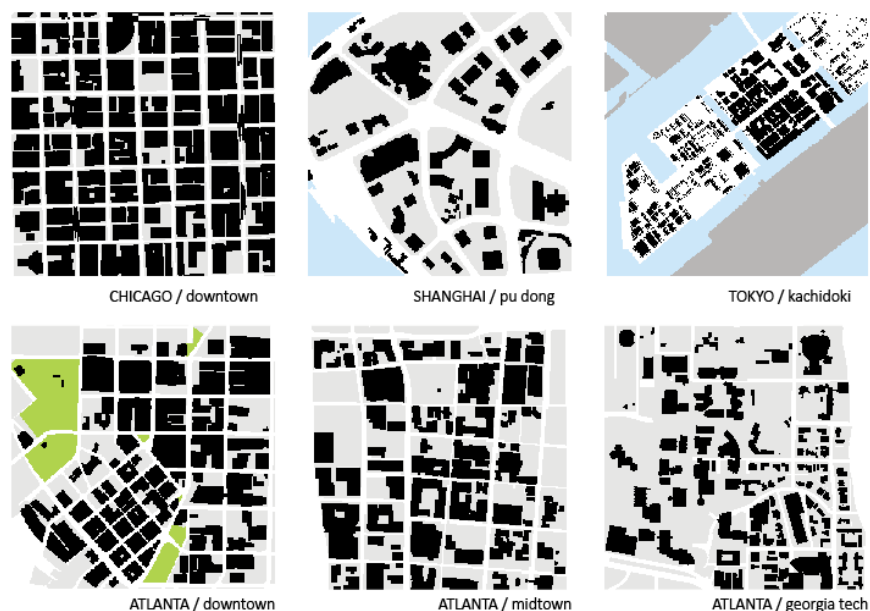 CHICAGO / downtown
SHANGHAI / pu dong
TOKYO / kachidoki
ATLANTA / downtown
ATLANTA / midtown
ATLANTA / georgia tech